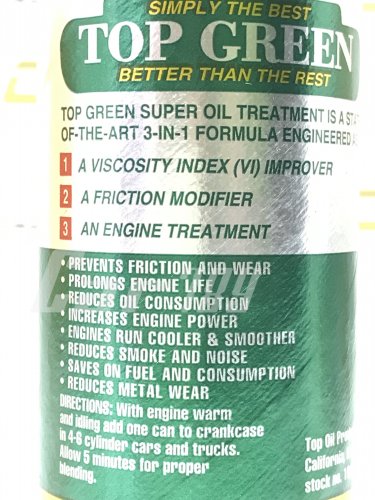 SIMPLY THE BEST
TOP GREEN
BETTER THAN THE REST
TOP GREEN SUPER OIL TREATMENT IS A
OF-THE-ART 3-IN-1 FORMULA ENGINEERED
1 A VISCOSITY INDEX (VI) IMPROVER
2 A FRICTION MODIFIER
3 AN ENGINE TREATMENT
• PREVENTS FRICTION AND WEAR
• PROLONGS ENGINE LIFE
• REDUCES OIL CONSUMPTION
• INCREASES ENGINE POWER
• ENGINES RUN COOLER & SMOOTHER
• REDUCES SMOKE AND NOISE
• SAVES ON FUEL AND CONSUMPTION
• REDUCES METAL WEAR
DIRECTIONS: With engine warm
and idling add one can to crankcase
in 4-6 cylinder cars and trucks.
Allow 5 minutes for proper
blending.
Top Oil
California,
stock no.